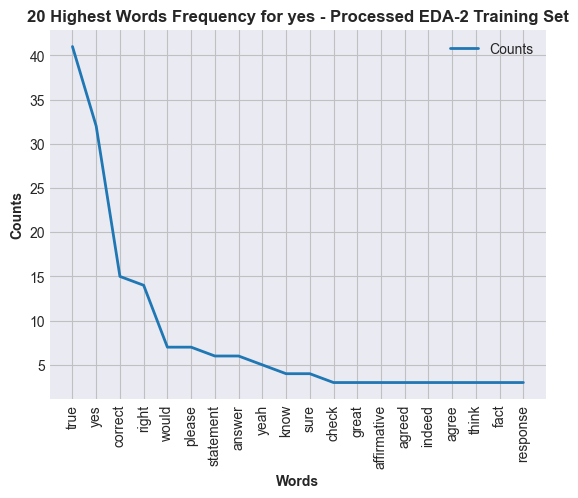 20 Highest Words Frequency for yes - Processed EDA-2 Training Set
Counts
Counts
40
35
30
25
20
15
10
5
true
yes
correct
right
would
please
statement
answer
yeah
know
sure
check
great
affirmative
agreed
indeed
agree
think
fact
response
Words